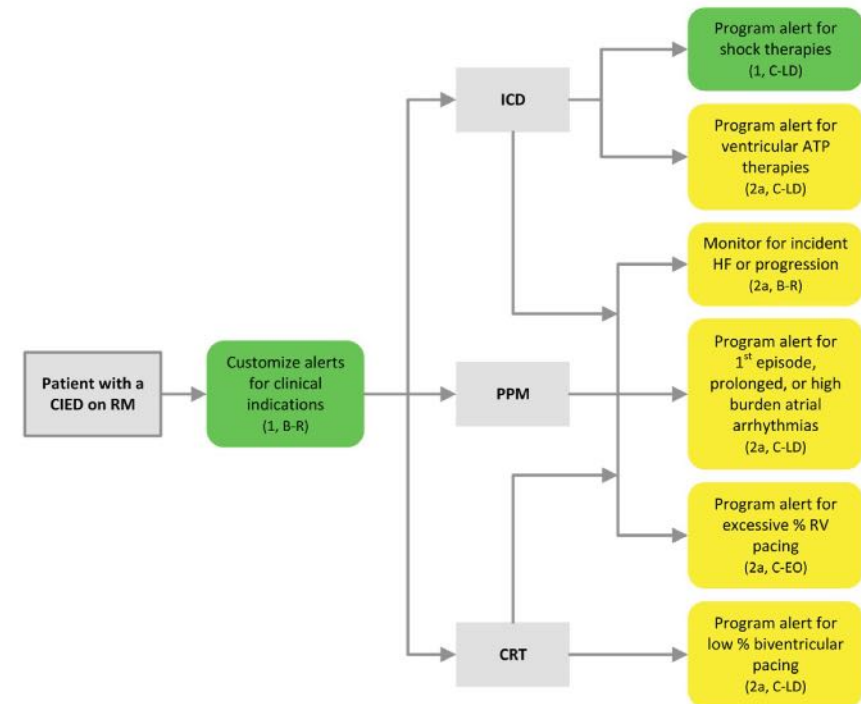 Patient with a
CIED on RM
Customize alerts
for clinical
indications
(1, B-R)
ICD
PPM
CRT
Program alert for
shock therapies
(1, C-LD)
Program alert for
ventricular ATP
therapies
(2a, C-LD)
Monitor for incident
HF or progression
(2a, B-R)
Program alert for
1st episode,
prolonged, or high
burden atrial
arrhythmias
(2a, C-LD)
Program alert for
excessive % RV
pacing
(2a, C-EO)
Program alert for
low % biventricular
pacing
(2a, C-LD)